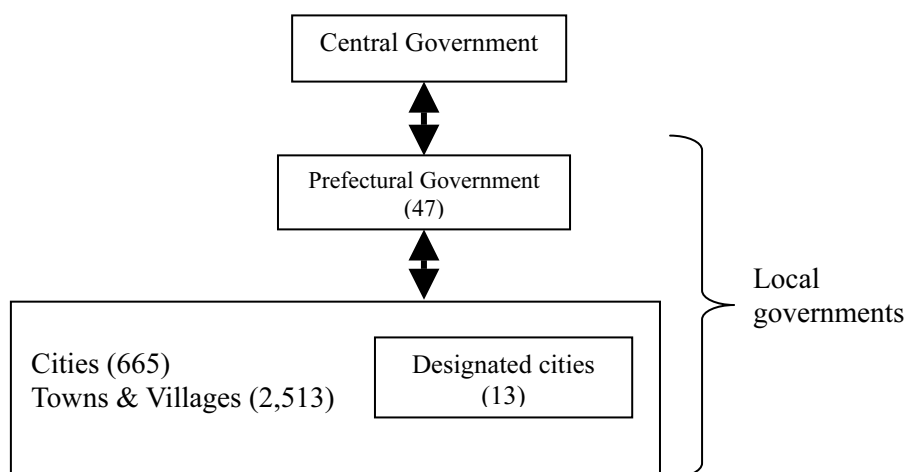 Central Government
Prefectural Government
(47)
Local
governments
Cities (665)
Towns & Villages (2,513)
Designated cities
(13)